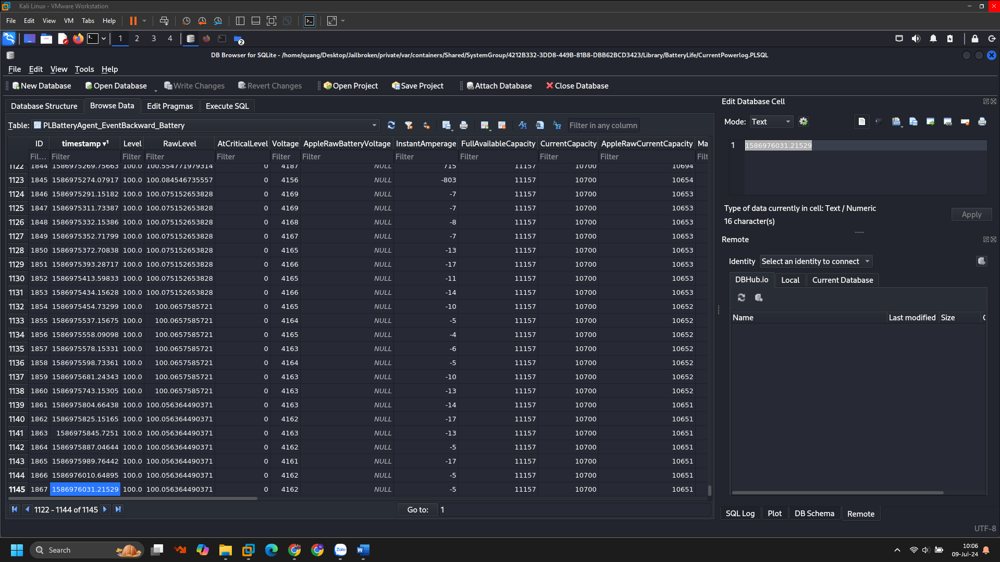 Kali Linux - VMware Workstation
File Edit View VM Tabs Help
1 2 3 4
2
DB Browser for SQLite - /home/quang/Desktop/Jailbroken/private/var/containers/Shared/SystemGroup/4212B332-3DD8-449B-81B8-DBB62BCD3423/Library/BatteryLife/CurrentPowerlog.PLSQL
File Edit View Tools Help
New Database Open Database Write Changes Revert Changes Open Project Save Project Attach Database Close Database
Database Structure Browse Data Edit Pragmas Execute SQL
Table: PLBatteryAgent_EventBackward_Battery Filter in any column
ID timestamp ▾1 Level RawLevel AtCriticalLevel Voltage AppleRawBatteryVoltage InstantAmperage FullAvailableCapacity CurrentCapacity AppleRawCurrentCapacity Ma
Fil... Filter Filter Filter Filter Filter Filter Filter Filter Filter Filter Filt
1122 1844 1586975269.75663 100.0 100.554771979314 0 4187 NULL 715 11157 10700 10694
1123 1845 1586975274.07917 100.0 100.084546735557 0 4156 NULL -803 11157 10700 10654
1124 1846 1586975291.15182 100.0 100.075152653828 0 4169 NULL -7 11157 10700 10653
1125 1847 1586975311.73387 100.0 100.075152653828 0 4169 NULL -7 11157 10700 10653
1126 1848 1586975332.15386 100.0 100.075152653828 0 4168 NULL -8 11157 10700 10653
1127 1849 1586975352.71799 100.0 100.075152653828 0 4167 NULL -7 11157 10700 10653
1128 1850 1586975372.70838 100.0 100.075152653828 0 4165 NULL -13 11157 10700 10653
1129 1851 1586975393.28717 100.0 100.075152653828 0 4166 NULL -17 11157 10700 10653
1130 1852 1586975413.59833 100.0 100.075152653828 0 4165 NULL -11 11157 10700 10653
1131 1853 1586975434.15628 100.0 100.075152653828 0 4166 NULL -14 11157 10700 10653
1132 1854 1586975454.73299 100.0 100.0657585721 0 4165 NULL -10 11157 10700 10652
1133 1855 1586975537.15675 100.0 100.0657585721 0 4164 NULL -5 11157 10700 10652
1134 1856 1586975558.09098 100.0 100.0657585721 0 4165 NULL -4 11157 10700 10652
1135 1857 1586975578.15331 100.0 100.0657585721 0 4163 NULL -6 11157 10700 10652
1136 1858 1586975598.73361 100.0 100.0657585721 0 4164 NULL -5 11157 10700 10652
1137 1859 1586975681.24343 100.0 100.0657585721 0 4163 NULL -10 11157 10700 10652
1138 1860 1586975743.15305 100.0 100.0657585721 0 4163 NULL -13 11157 10700 10652
1139 1861 1586975804.66438 100.0 100.056364490371 0 4163 NULL -14 11157 10700 10651
1140 1862 1586975825.15165 100.0 100.056364490371 0 4162 NULL -17 11157 10700 10651
1141 1863 1586975845.7251 100.0 100.056364490371 0 4163 NULL -13 11157 10700 10651
1142 1864 1586975887.04644 100.0 100.056364490371 0 4162 NULL -5 11157 10700 10651
1143 1865 1586975989.76442 100.0 100.056364490371 0 4161 NULL -17 11157 10700 10651
1144 1866 1586976010.64895 100.0 100.056364490371 0 4162 NULL -5 11157 10700 10651
1145 1867 1586976031.21529 100.0 100.056364490371 0 4162 NULL -5 11157 10700 10651
1122 - 1144 of 1145 Go to: 1
Edit Database Cell
Mode: Text
1 1586976031.21529
Type of data currently in cell: Text / Numeric
16 character(s)
Apply
Remote
Identity Select an identity to connect
DBHub.io Local Current Database
Name Last modified Size C
SQL Log Plot DB Schema Remote
UTF-8
Search
Zalo
10:06
09-Jul-24